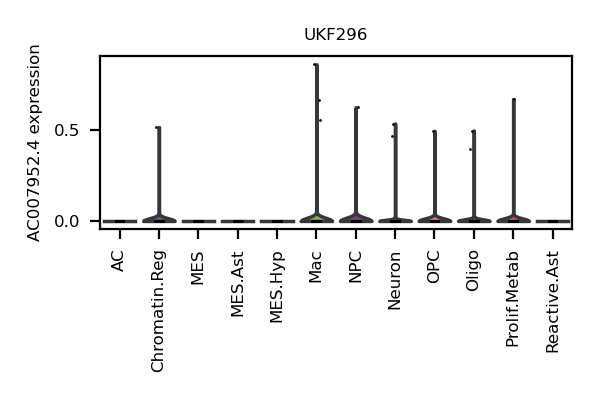 UKF296
AC007952.4 expression
0.5
0.0
AC
Chromatin.Reg
MES
MES.Ast
MES.Hyp
Mac
NPC
Neuron
OPC
Oligo
Prolif.Metab
Reactive.Ast